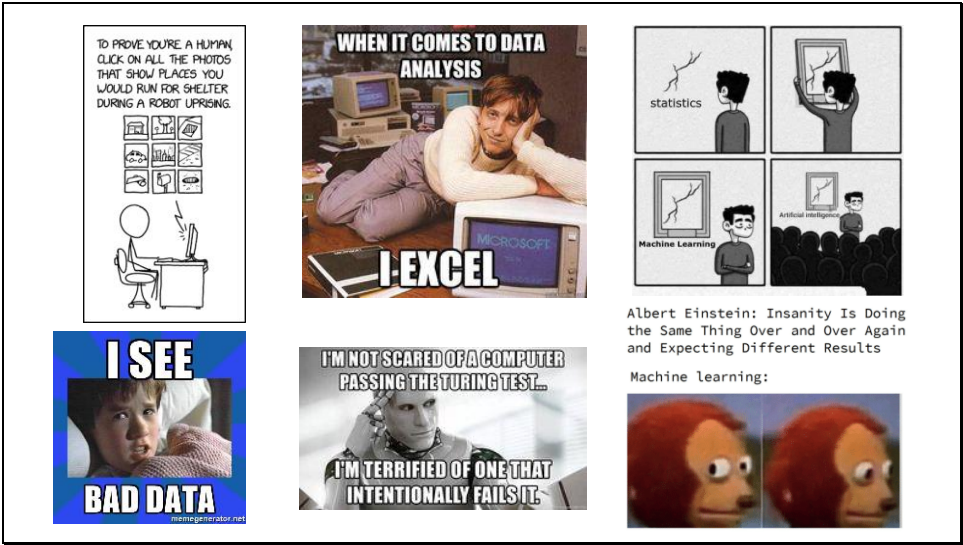 TO PROVE YOU'RE A HUMAN,
CLICK ON ALL THE PHOTOS
THAT SHOW PLACES YOU
WOULD RUN FOR SHELTER
DURING A ROBOT UPRISING.
I SEE
BAD DATA
memegenerator.net
WHEN IT COMES TO DATA
ANALYSIS
MICROSOFT
I EXCEL
I'M NOT SCARED OF A COMPUTER
PASSING THE TURING TEST...
I'M TERRIFIED OF ONE THAT
INTENTIONALLY FAILS IT.
statistics
Machine Learning
Artificial intelligence
Albert Einstein: Insanity Is Doing
the Same Thing Over and Over Again
and Expecting Different Results
Machine learning: